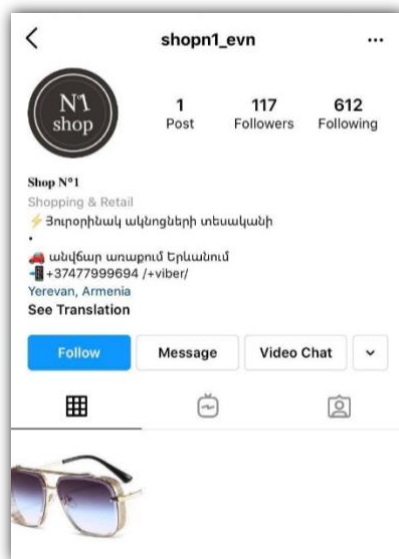 shopn1_evn
N1
shop
1 117 612
Post Followers Following
Shop N°1
Shopping & Retail
⚡Յուրօրինակ ակնոցների տեսականի
•
🚗 անվճար առաքում Երևանում
📲+37477999694 /+viber/
Yerevan, Armenia
See Translation
Follow Message Video Chat